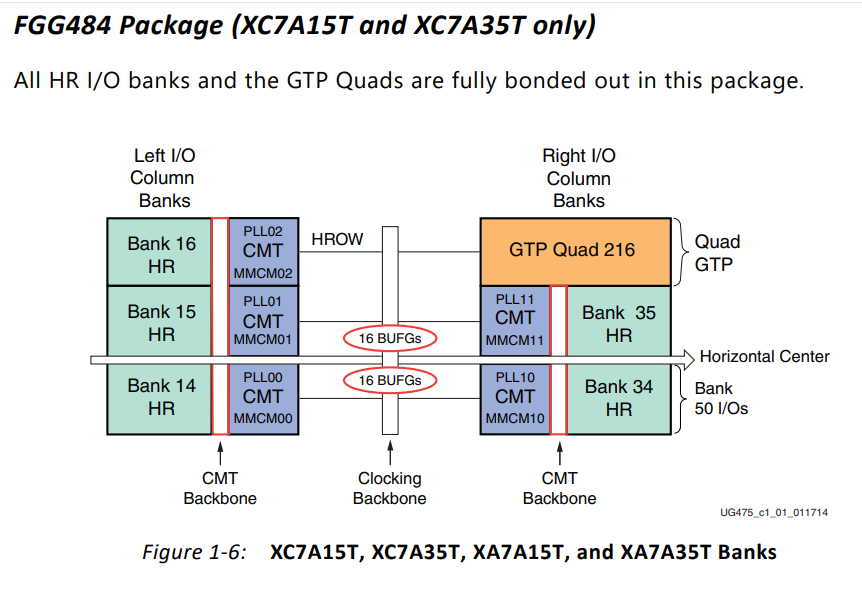 FGG484 Package (XC7A15T and XC7A35T only)
All HR I/O banks and the GTP Quads are fully bonded out in this package.
Left I/O
Column
Banks
Right I/O
Column
Banks
Bank 16
HR
PLL02
CMT
MMCM02
HROW
GTP Quad 216
Quad
GTP
Bank 15
HR
PLL01
CMT
MMCM01
16 BUFGs
PLL11
CMT
MMCM11
Bank 35
HR
Horizontal Center
Bank 14
HR
PLL00
CMT
MMCM00
16 BUFGs
PLL10
CMT
MMCM10
Bank 34
HR
Bank
50 I/Os
CMT
Backbone
Clocking
Backbone
CMT
Backbone
UG475_c1_01_011714
Figure 1-6: XC7A15T, XC7A35T, XA7A15T, and XA7A35T Banks